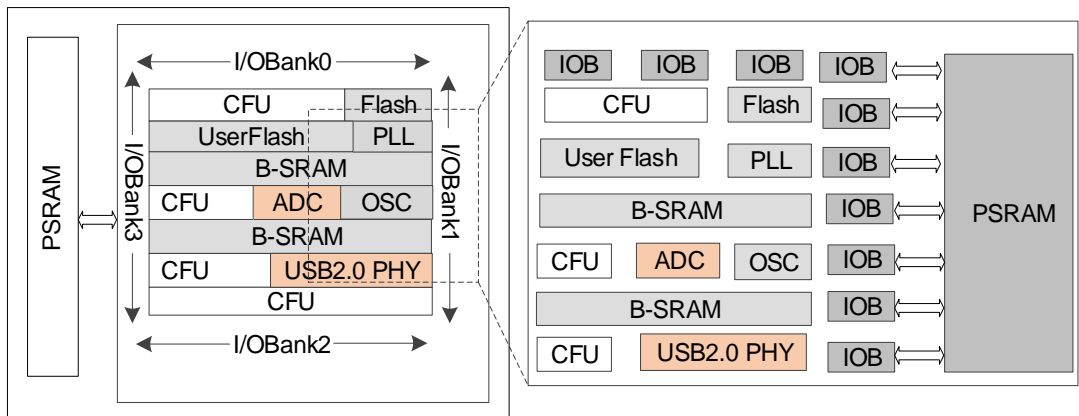 PSRAM
I/OBank0
I/OBank3
I/OBank1
CFU Flash
UserFlash PLL
B-SRAM
CFU ADC OSC
B-SRAM
CFU USB2.0 PHY
CFU
I/OBank2
IOB IOB IOB IOB
CFU Flash IOB
User Flash PLL IOB
B-SRAM IOB
CFU ADC OSC IOB
B-SRAM IOB
CFU USB2.0 PHY IOB
PSRAM